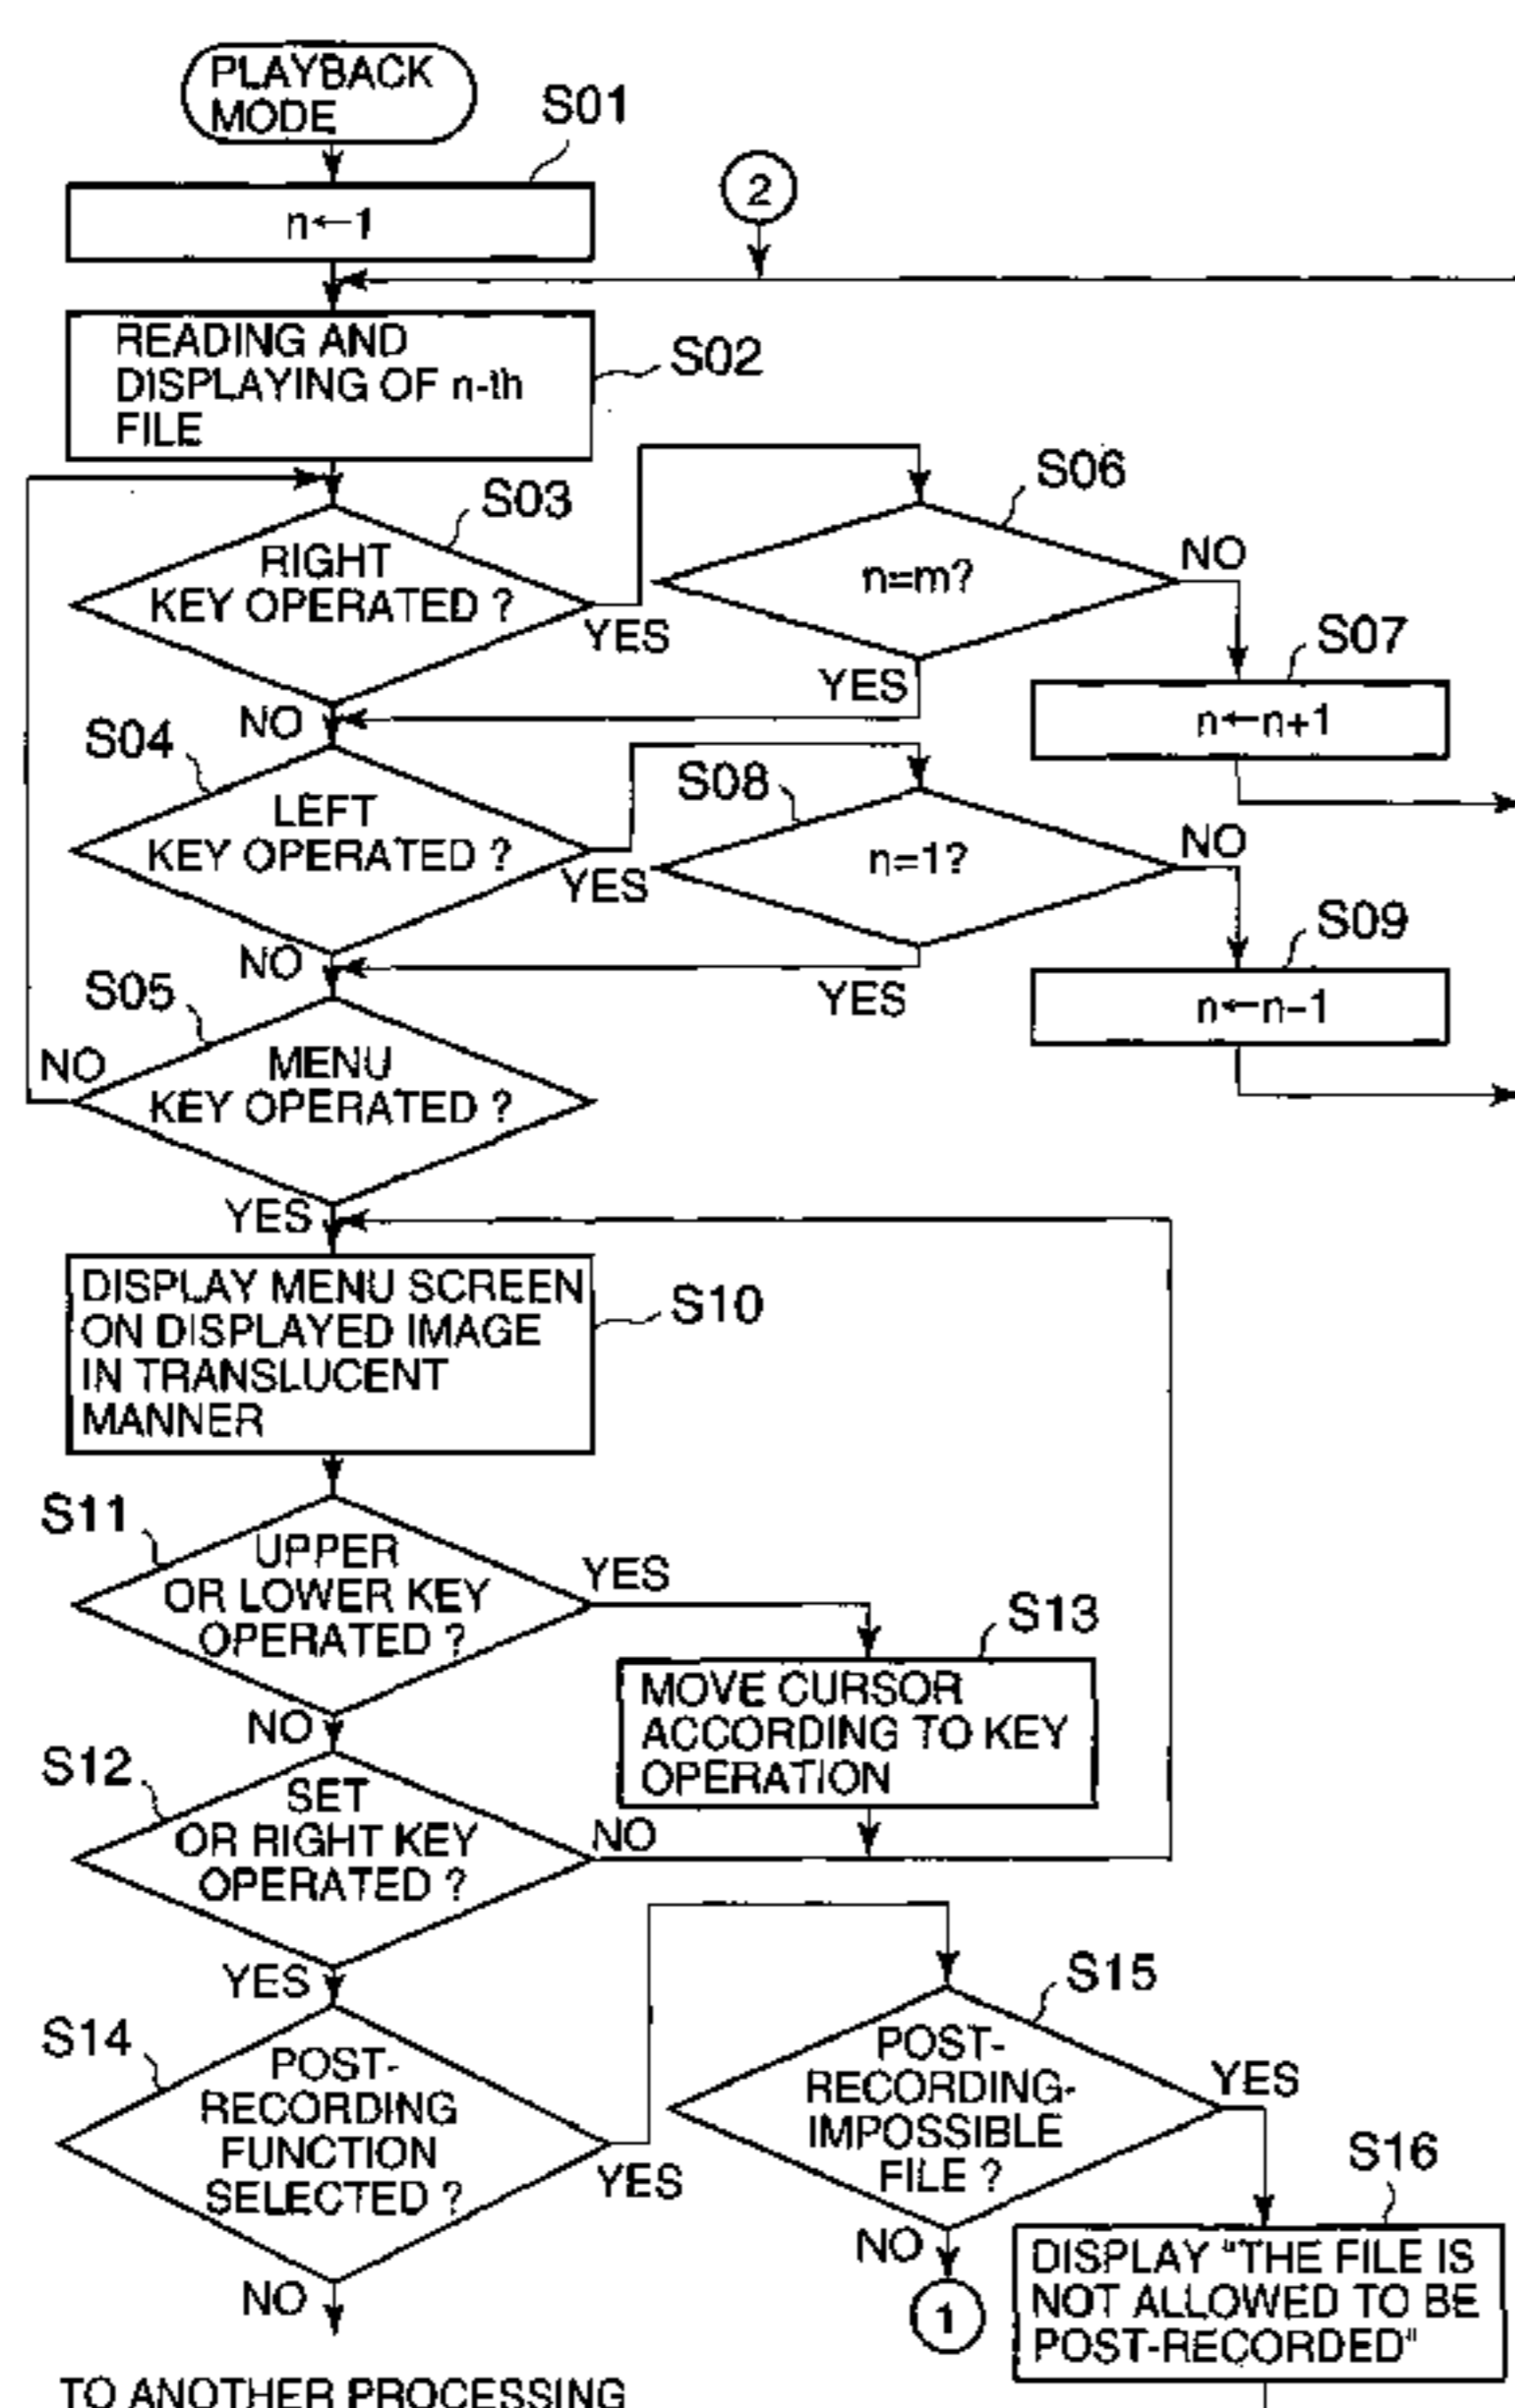 PLAYBACK
MODE
S01
n←1
2
READING AND
DISPLAYING OF n-th
FILE
S02
S03
RIGHT
KEY OPERATED ?
YES
NO
S06
n=m?
NO
YES
S07
n←n+1
S04
LEFT
KEY OPERATED ?
YES
NO
S08
n=1?
NO
YES
S09
n←n-1
S05
MENU
KEY OPERATED ?
NO
YES
DISPLAY MENU SCREEN
ON DISPLAYED IMAGE
IN TRANSLUCENT
MANNER
S10
S11
UPPER
OR LOWER KEY
OPERATED ?
YES
NO
S13
MOVE CURSOR
ACCORDING TO KEY
OPERATION
S12
SET
OR RIGHT KEY
OPERATED ?
NO
YES
S14
POST-
RECORDING
FUNCTION
SELECTED ?
YES
NO
S15
POST-
RECORDING-
IMPOSSIBLE
FILE ?
YES
NO
1
S16
DISPLAY "THE FILE IS
NOT ALLOWED TO BE
POST-RECORDED"
TO ANOTHER PROCESSING